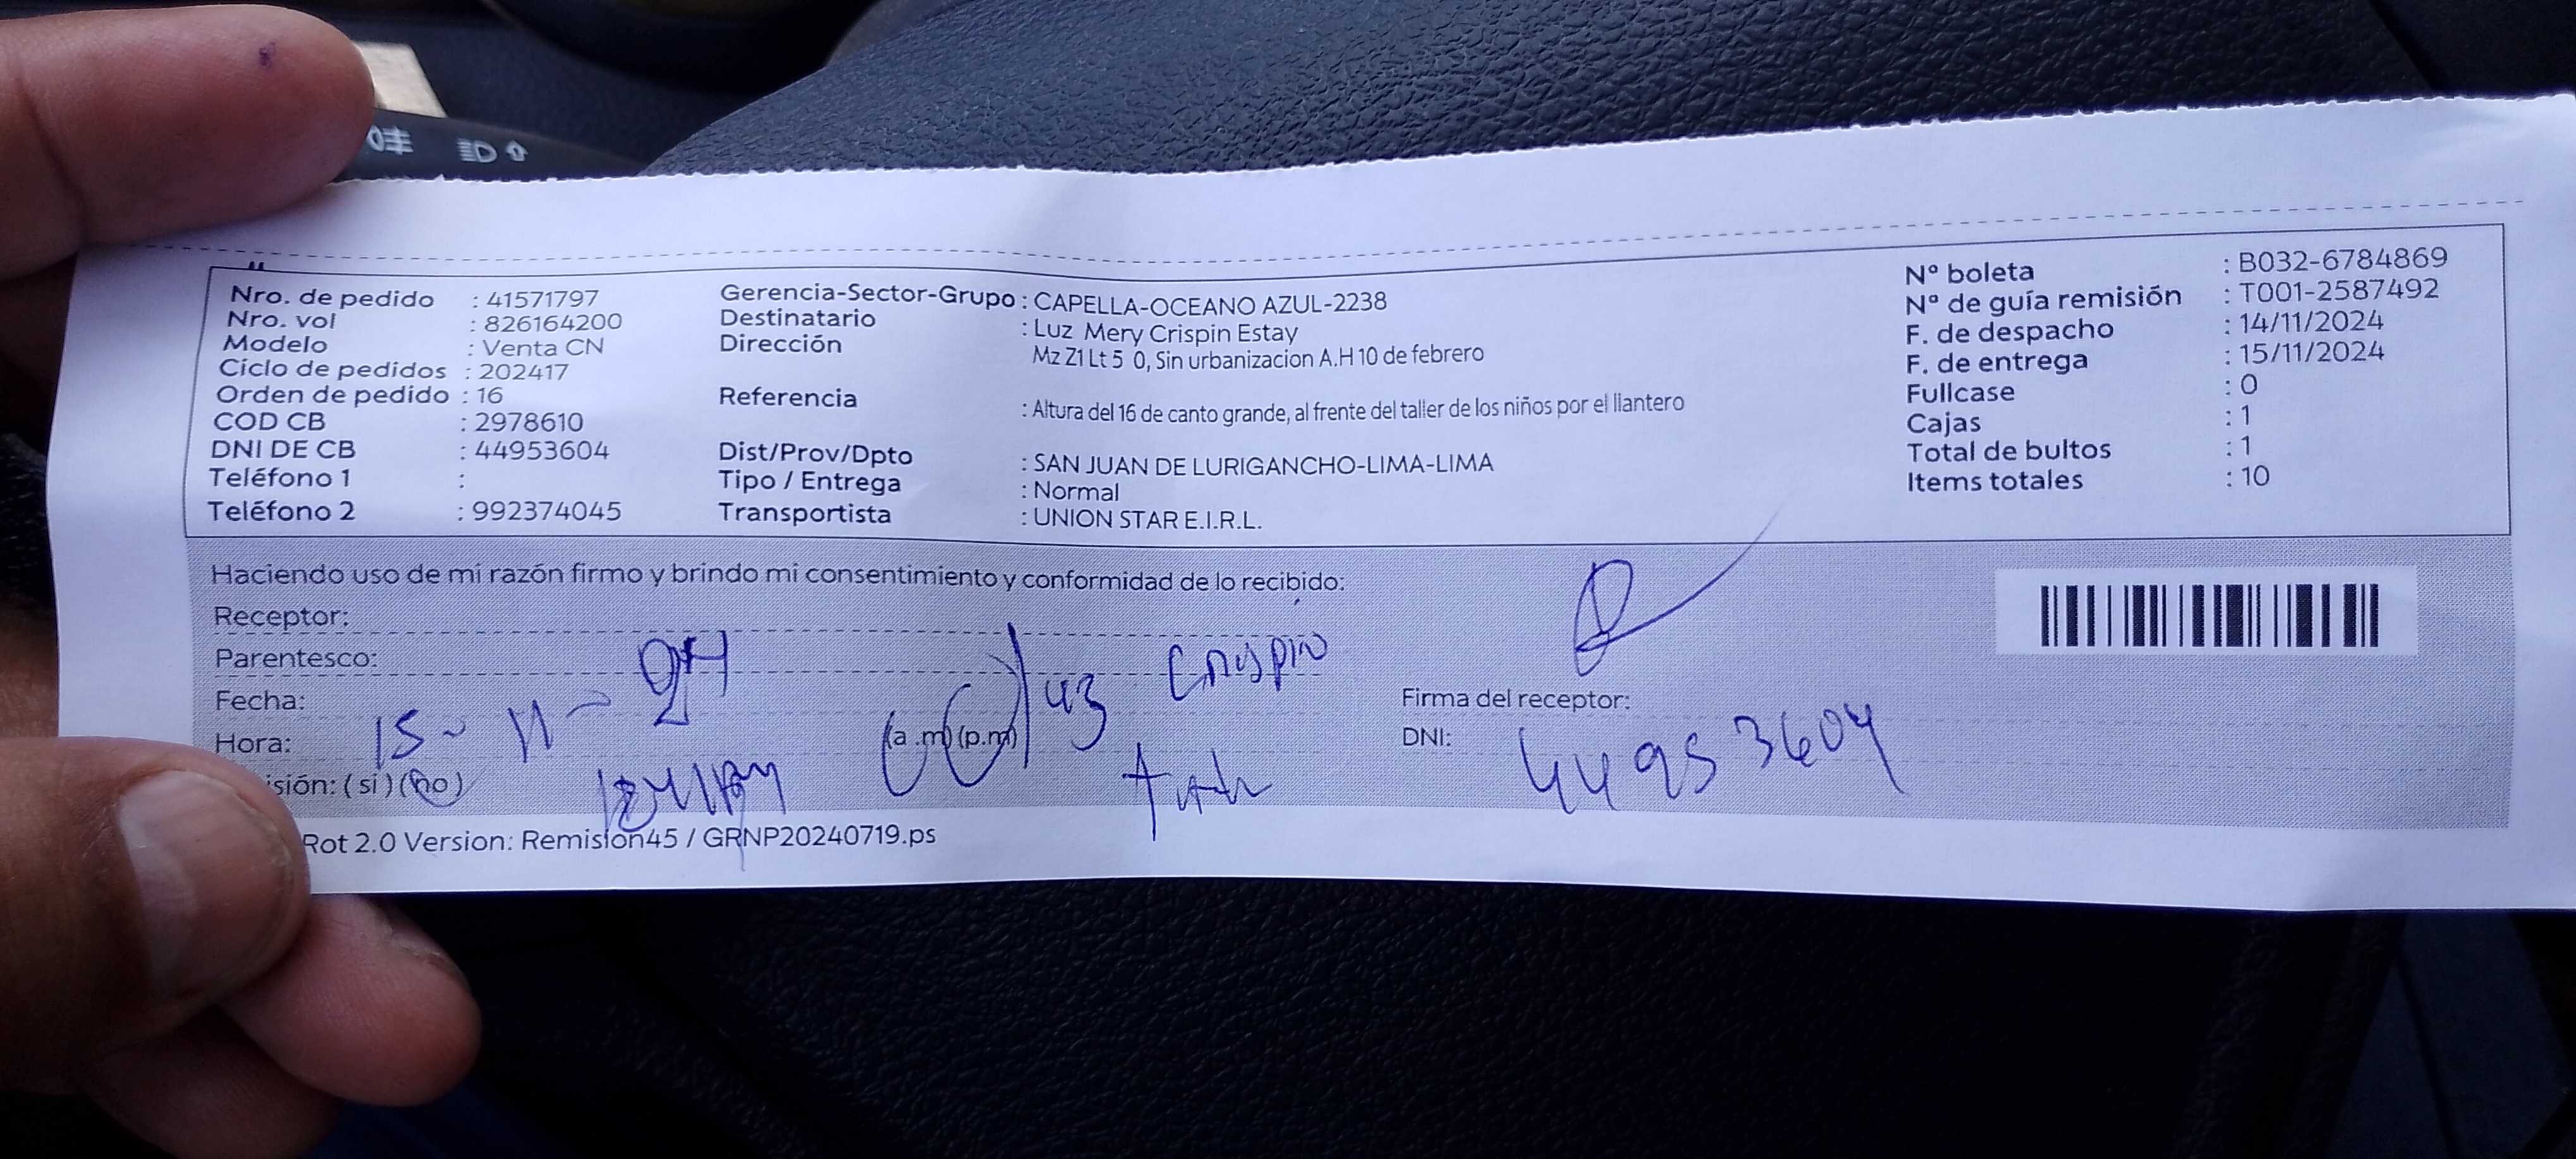 Nro. de pedido : 41571797
Nro. vol : 826164200
Modelo : Venta CN
Ciclo de pedidos : 202417
Orden de pedido : 16
COD CB : 2978610
DNI DE CB : 44953604
Teléfono 1 :
Teléfono 2 : 992374045
Gerencia-Sector-Grupo : CAPELLA-OCEANO AZUL-2238
Destinatario : Luz Mery Crispin Estay
Dirección Mz Z1 Lt 5 0, Sin urbanizacion A.H 10 de febrero
Referencia : Altura del 16 de canto grande, al frente del taller de los niños por el llantero
Dist/Prov/Dpto : SAN JUAN DE LURIGANCHO-LIMA-LIMA
Tipo / Entrega : Normal
Transportista : UNION STAR E.I.R.L.
Nº boleta : B032-6784869
Nº de guía remisión : T001-2587492
F. de despacho : 14/11/2024
F. de entrega : 15/11/2024
Fullcase : 0
Cajas : 1
Total de bultos : 1
Items totales : 10
Haciendo uso de mi razón firmo y brindo mi consentimiento y conformidad de lo recibido:
Receptor:
Parentesco:
Luz Crispin
Fecha:
15 - 11 - 24
Hora: (a .m) (p.m)
isión: ( si ) (no)
Firma del receptor:
DNI: 44953604
Rot 2.0 Version: Remision45 / GRNP20240719.ps